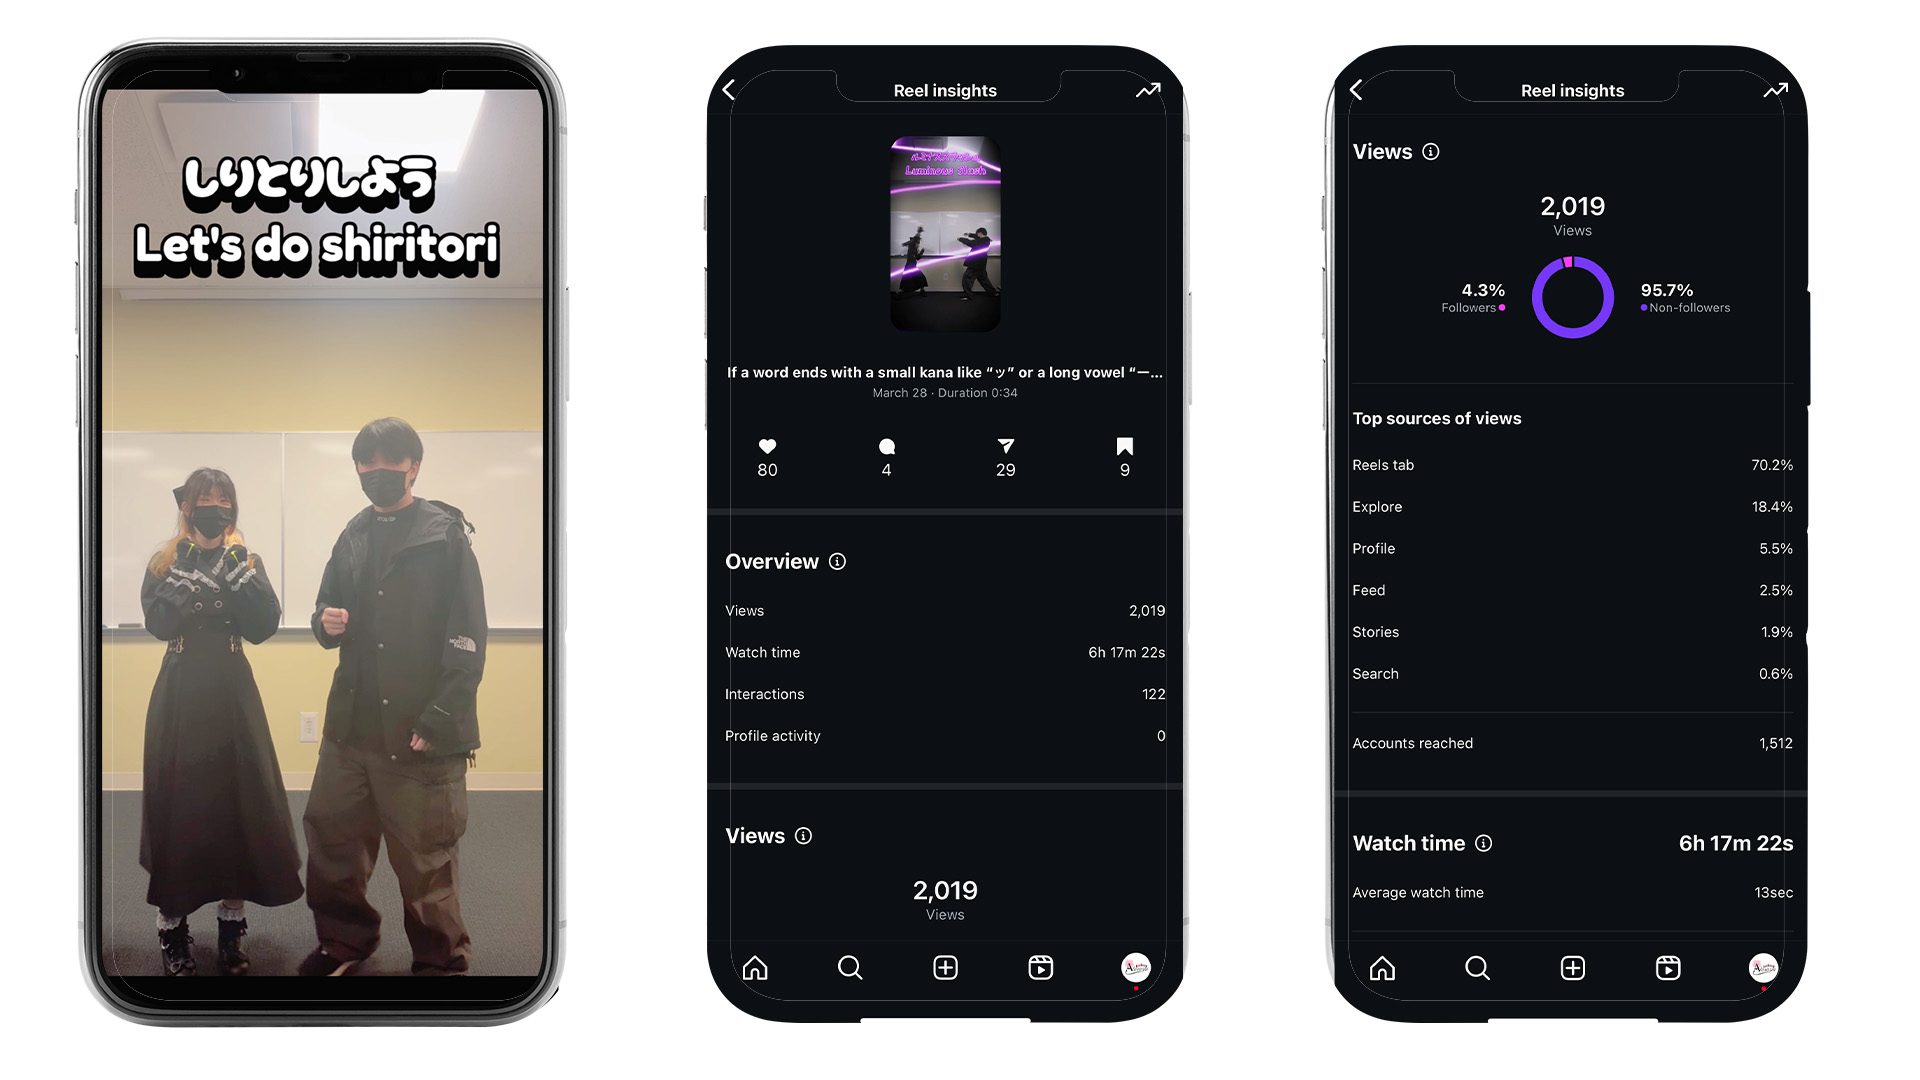 しりとりしよう
Let's do shiritori
THE
NORTH
FACE
Reel insights
Luminous slash
If a word ends with a small kana like “ッ” or a long vowel “ー...
March 28 · Duration 0:34
80
4
29
9
Overview
Views
2,019
Watch time
6h 17m 22s
Interactions
122
Profile activity
0
Views
2,019
Views
Reel insights
Views
2,019
Views
4.3%
Followers
95.7%
Non-followers
Top sources of views
Reels tab
70.2%
Explore
18.4%
Profile
5.5%
Feed
2.5%
Stories
1.9%
Search
0.6%
Accounts reached
1,512
Watch time
6h 17m 22s
Average watch time
13sec